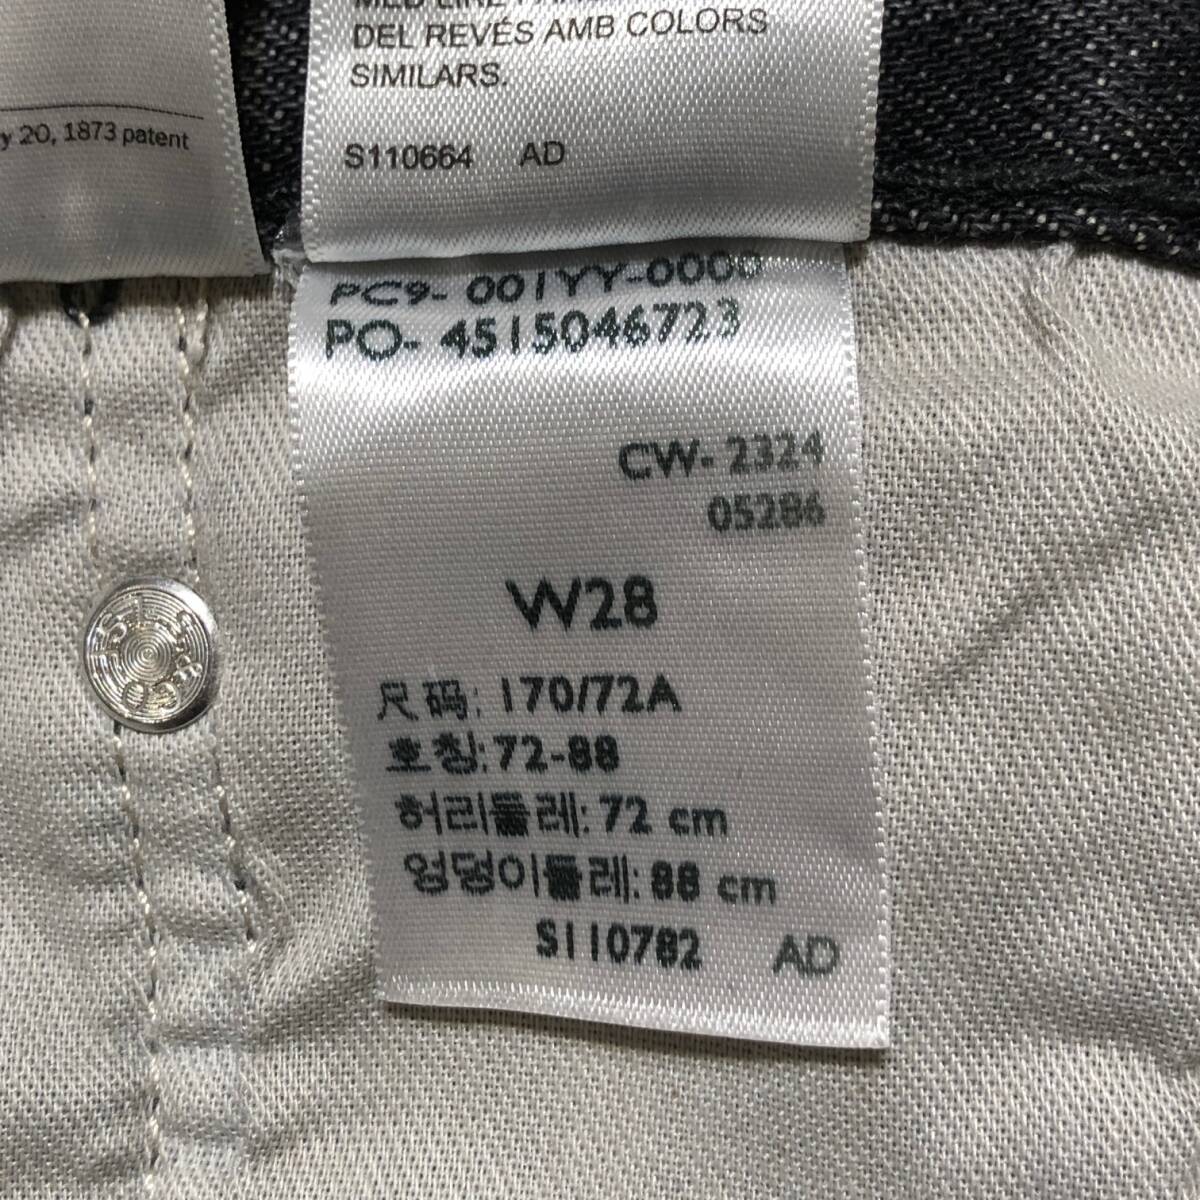 DEL REVÉS AMB COLORS
SIMILARS.
S110664 AD
y 20, 1873 patent
PC9- 001YY-0000
PO- 4515046723
CW- 2324
05286
W28
尺码: 170/72A
호칭: 72-88
허리둘레: 72 cm
엉덩이둘레: 88 cm
S110782 AD